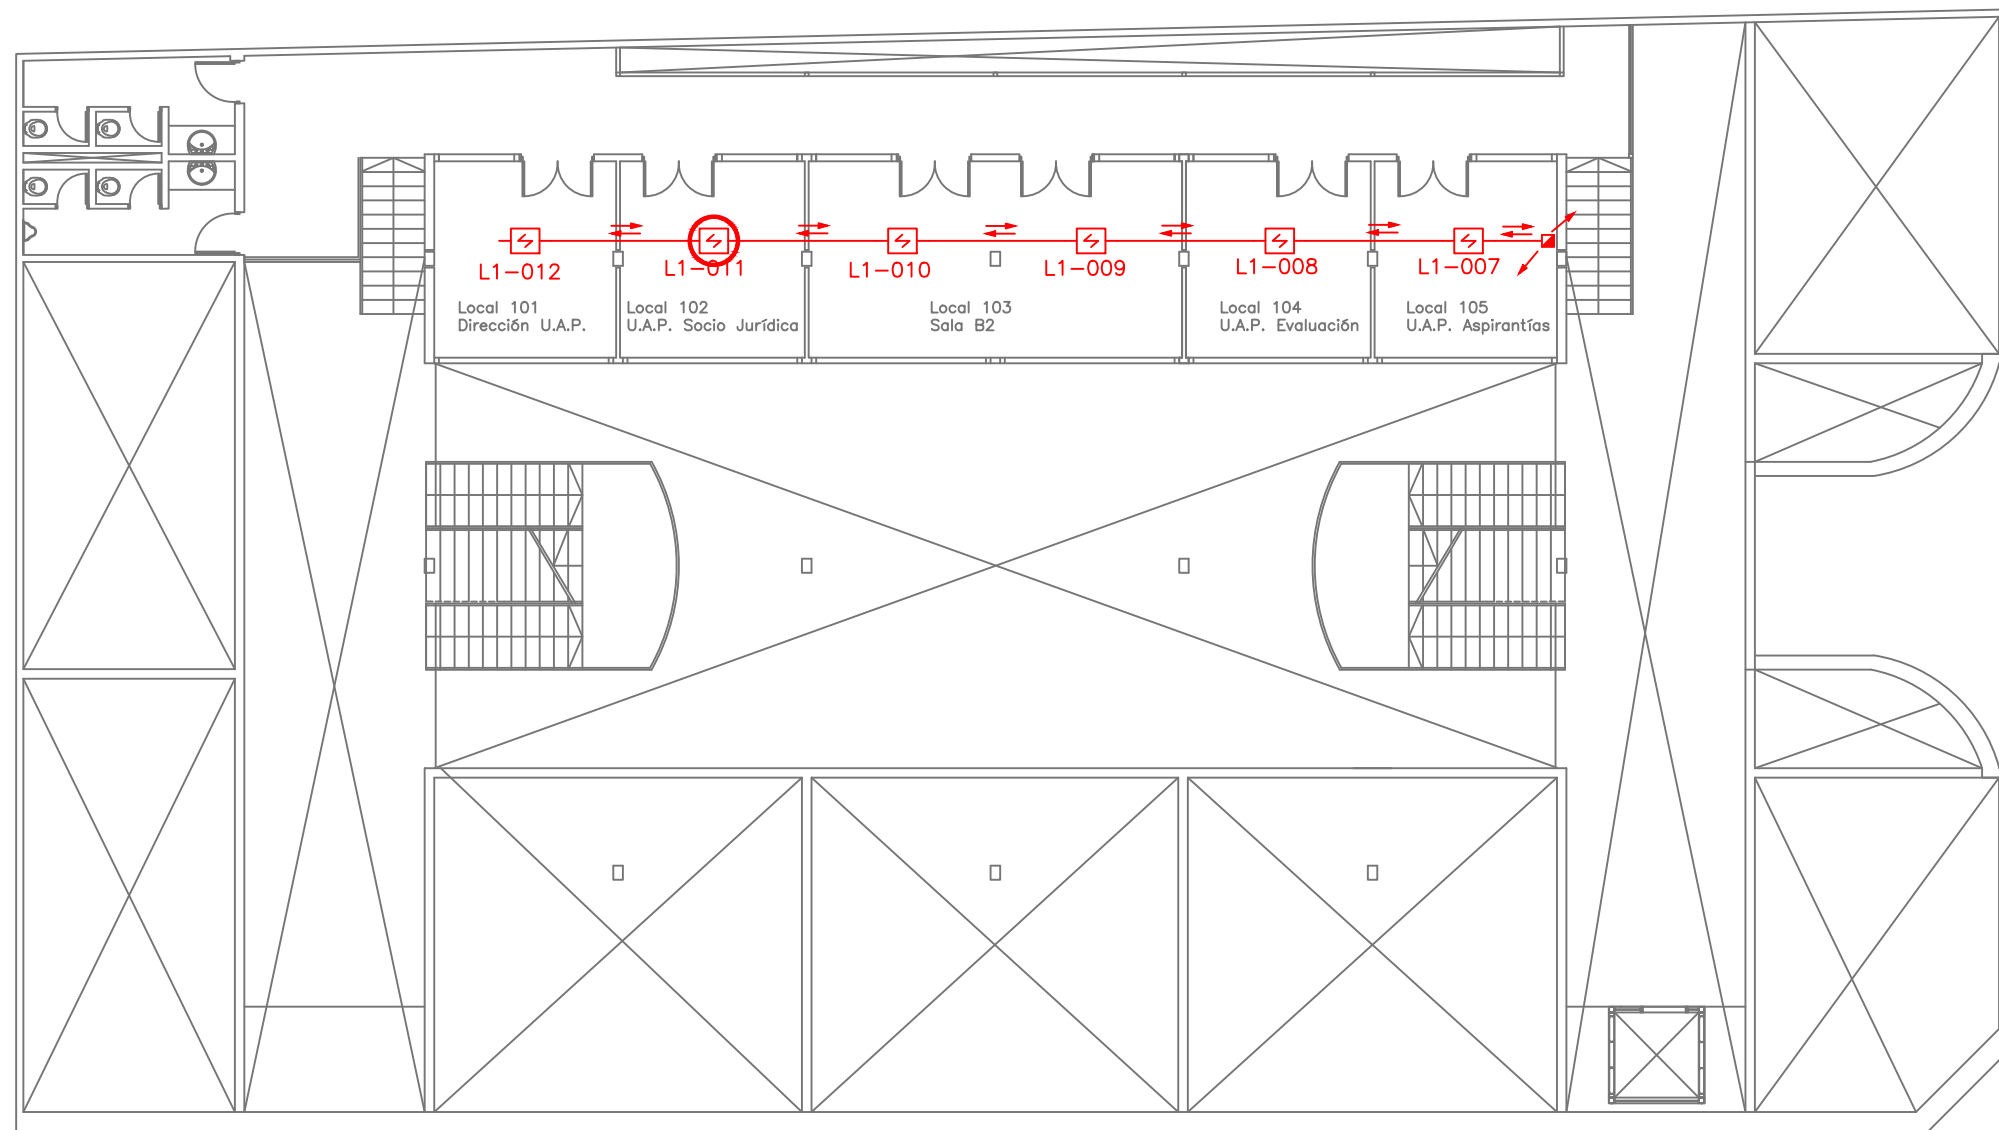 L1-012
L1-011
L1-010
L1-009
L1-008
L1-007
Local 101
Dirección U.A.P.
Local 102
U.A.P. Socio Jurídica
Local 103
Sala B2
Local 104
U.A.P. Evaluación
Local 105
U.A.P. Aspirantías